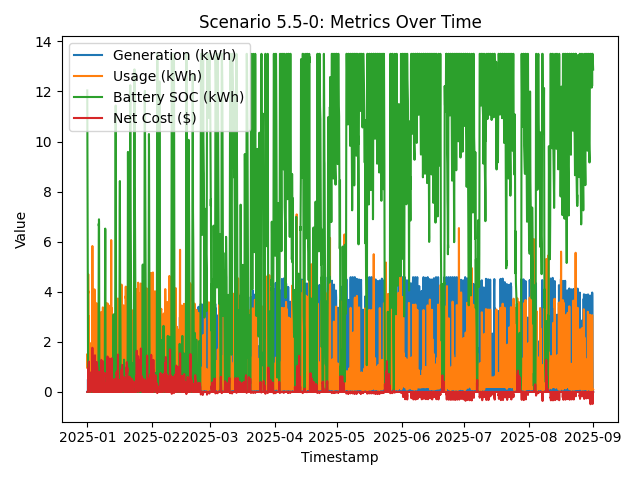 Scenario 5.5-0: Metrics Over Time
Generation (kWh)
Usage (kWh)
Battery SOC (kWh)
Net Cost ($)
Value
14
12
10
8
6
4
2
0
2025-01 2025-02 2025-03 2025-04 2025-05 2025-06 2025-07 2025-08 2025-09
Timestamp